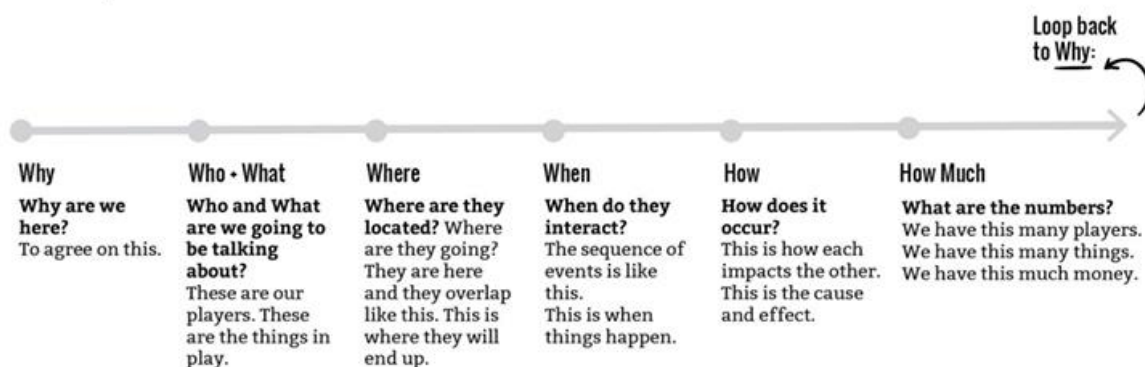 Loop back
to Why:
Why
Why are we
here?
To agree on this.
Who + What
Who and What
are we going to
be talking
about?
These are our
players. These
are the things in
play.
Where
Where are they
located? Where
are they going?
They are here
and they overlap
like this. This is
where they will
end up.
When
When do they
interact?
The sequence of
events is like
this.
This is when
things happen.
How
How does it
occur?
This is how each
impacts the other.
This is the cause
and effect.
How Much
What are the numbers?
We have this many players.
We have this many things.
We have this much money.